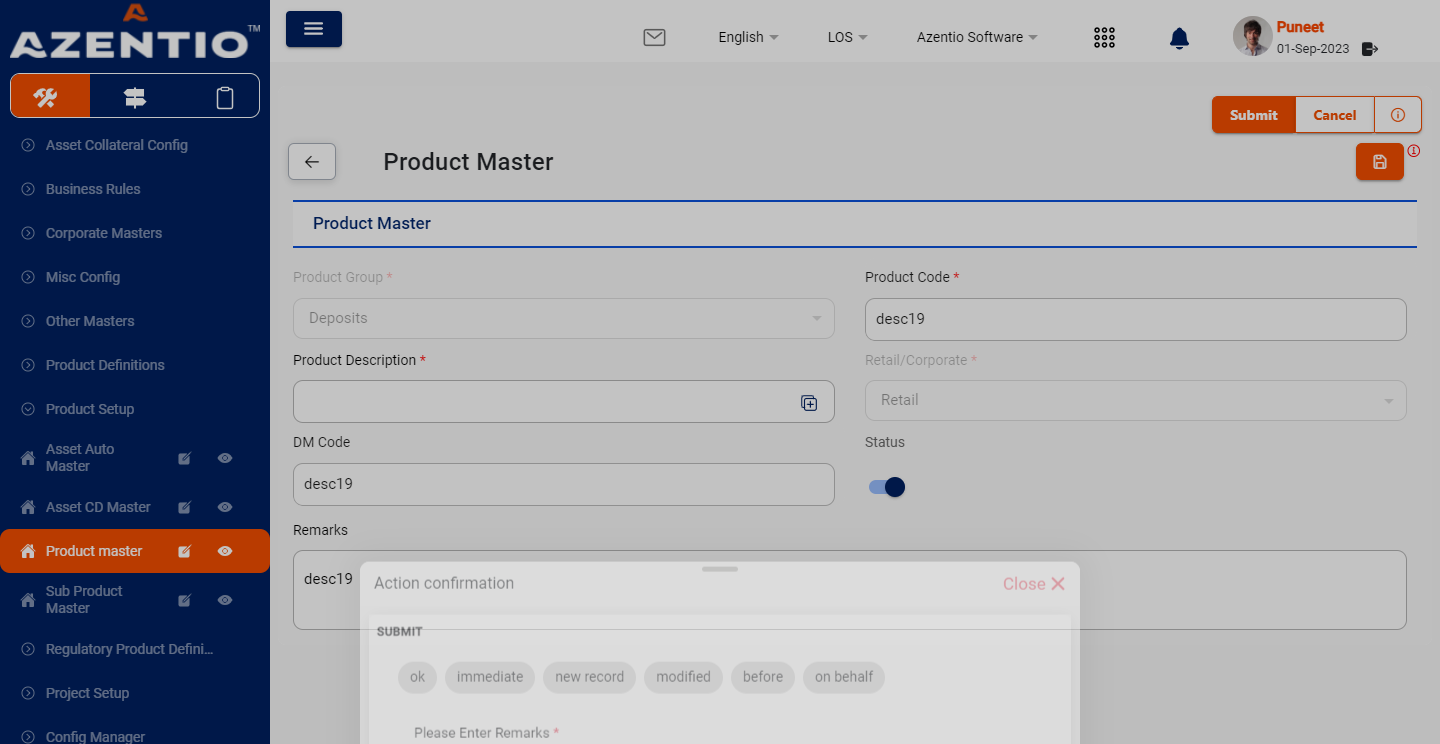 AZENTIO™
English
LOS
Azentio Software
Puneet
01-Sep-2023
Submit
Cancel
Product Master
Product Master
Asset Collateral Config
Business Rules
Corporate Masters
Misc Config
Other Masters
Product Definitions
Product Setup
Asset Auto
Master
Asset CD Master
Product master
Sub Product
Master
Regulatory Product Defini...
Project Setup
Config Manager
Product Group *
Deposits
Product Code *
desc19
Product Description *
Retail/Corporate *
Retail
DM Code
desc19
Status
Remarks
desc19
Action confirmation
Close
SUBMIT
ok
immediate
new record
modified
before
on behalf
Please Enter Remarks *